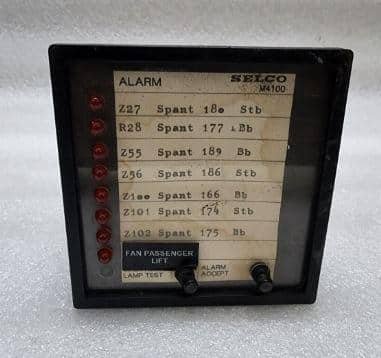 ALARM SELCO
M4100
Z27 Spant 180 Stb
R28 Spant 177 Bb
Z55 Spant 189 Bb
Z56 Spant 186 Stb
Z100 Spant 166 Bb
Z101 Spant 174 Stb
Z102 Spant 175 Bb
FAN PASSENGER
LIFT
LAMP TEST
ALARM
ACCEPT